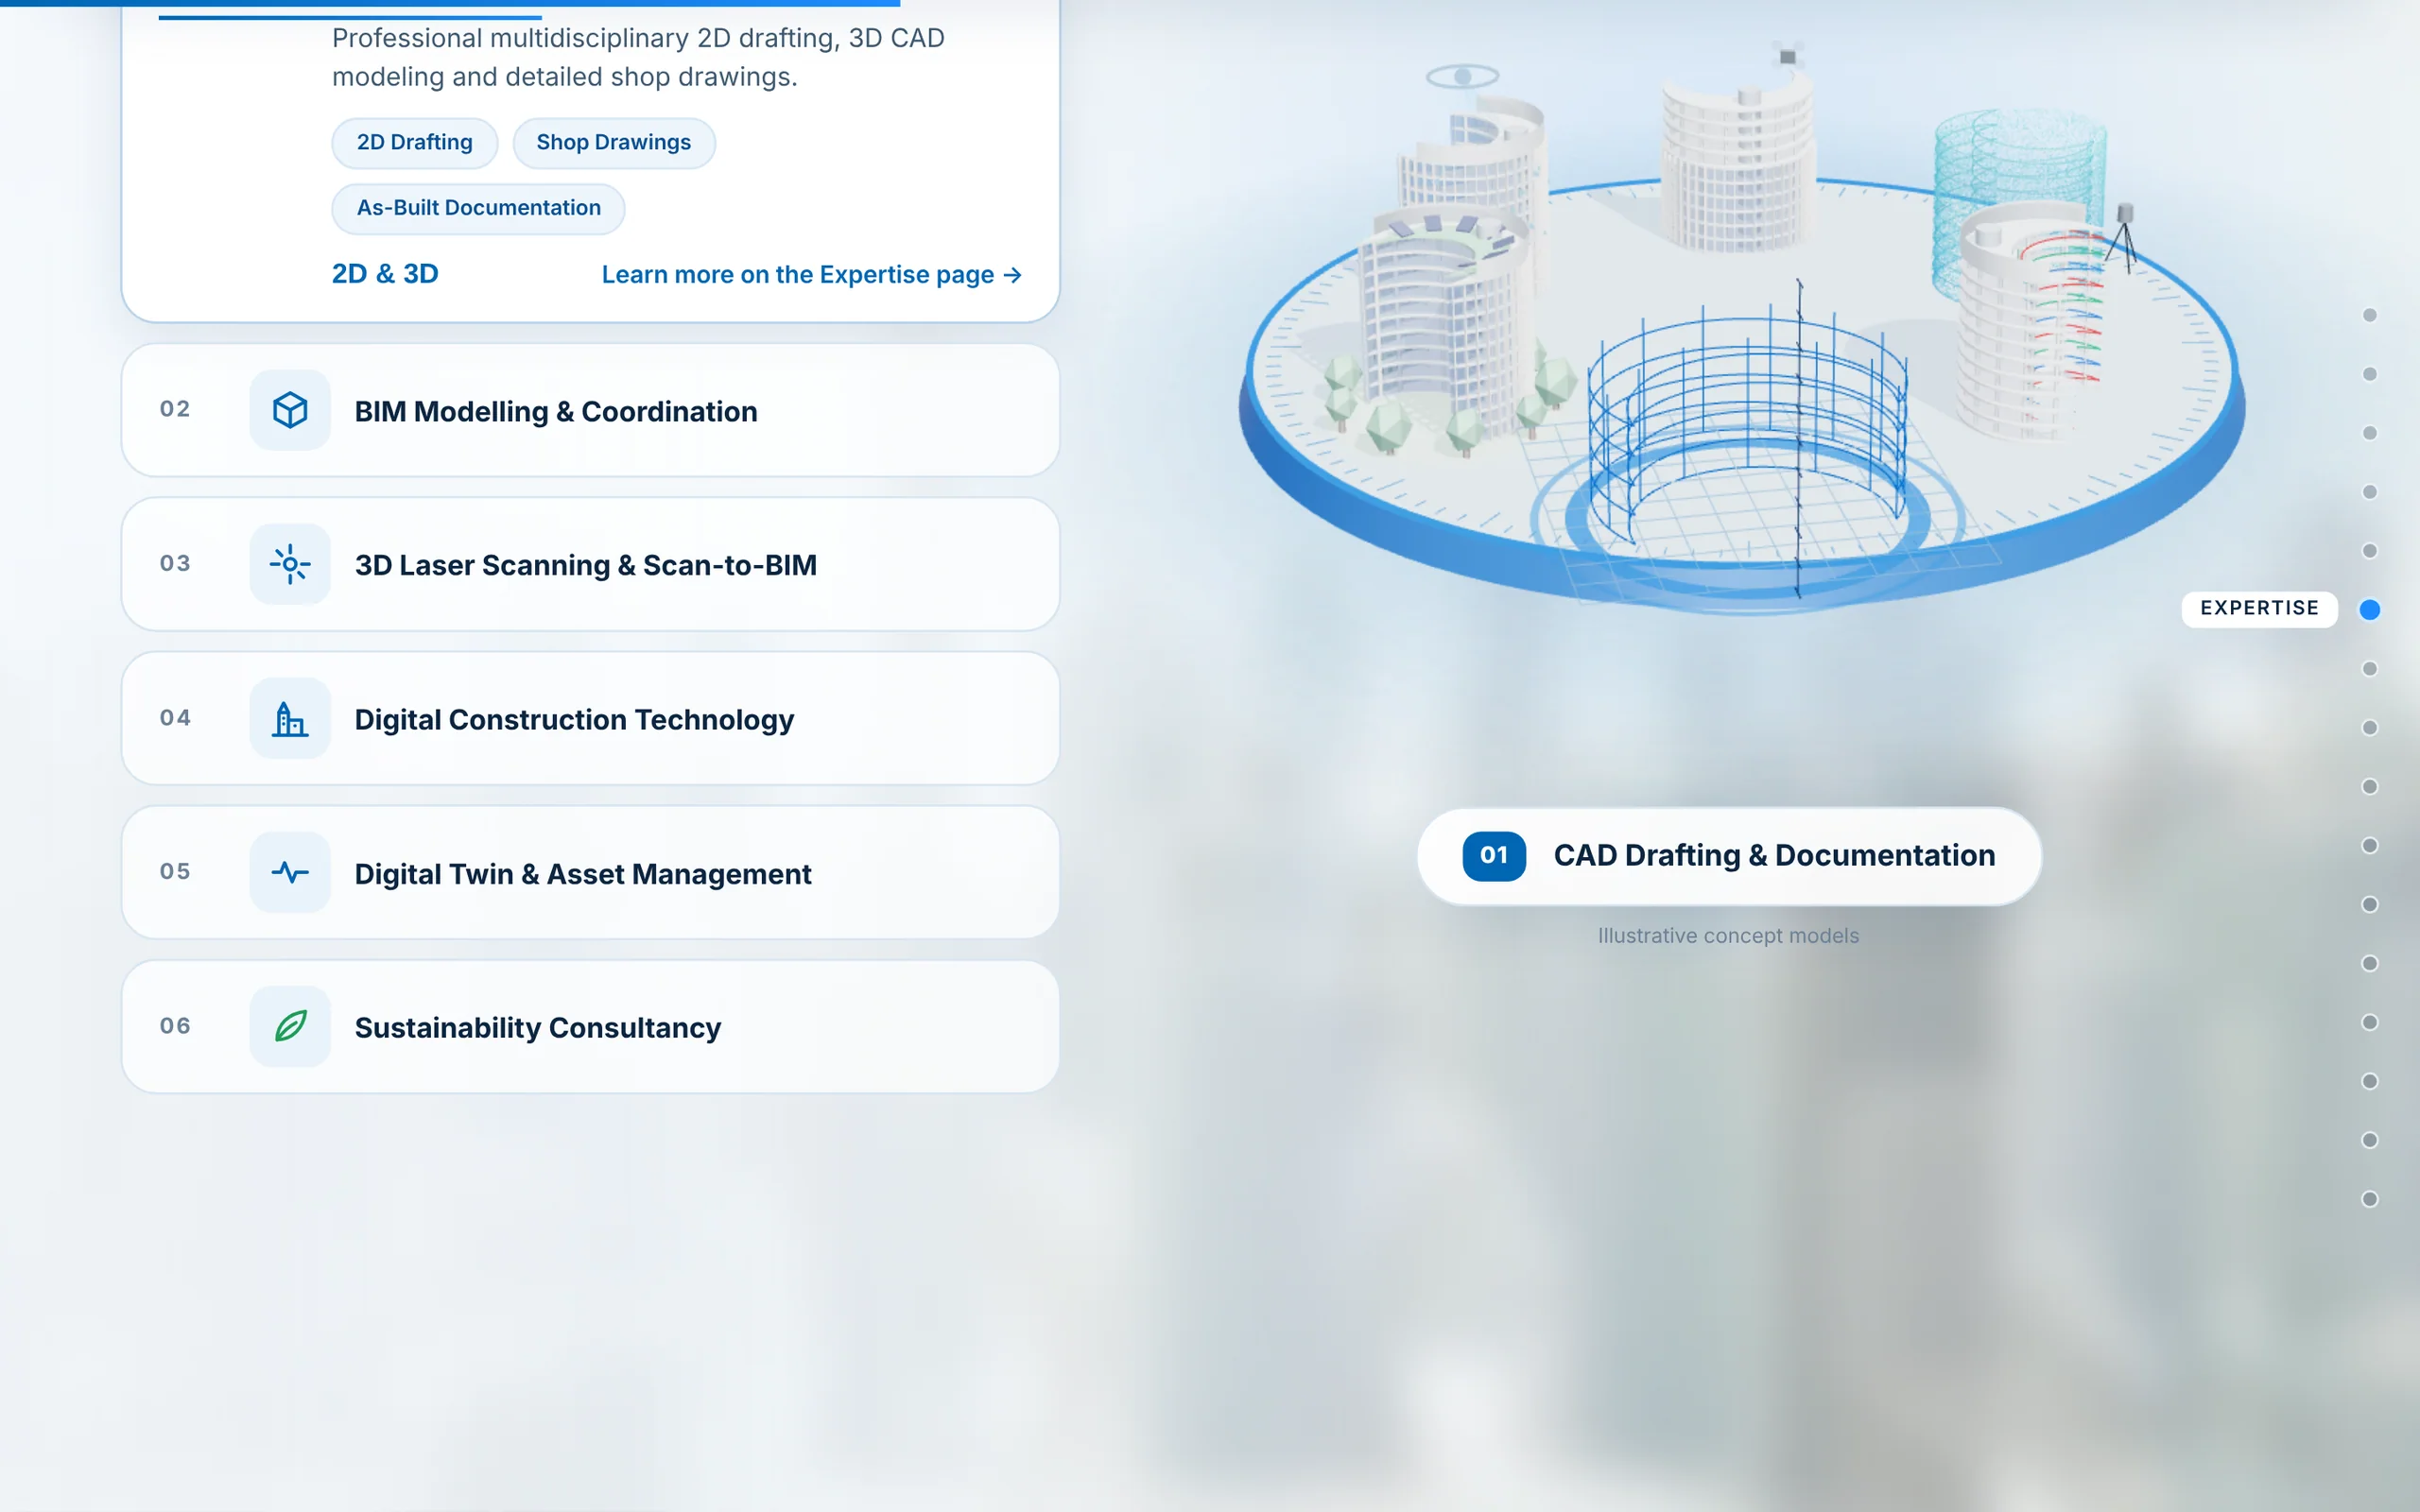 Professional multidisciplinary 2D drafting, 3D CAD
modeling and detailed shop drawings.
2D Drafting
Shop Drawings
As-Built Documentation
2D & 3D
Learn more on the Expertise page →
02
BIM Modelling & Coordination
03
3D Laser Scanning & Scan-to-BIM
04
Digital Construction Technology
05
Digital Twin & Asset Management
06
Sustainability Consultancy
EXPERTISE
01
CAD Drafting & Documentation
Illustrative concept models